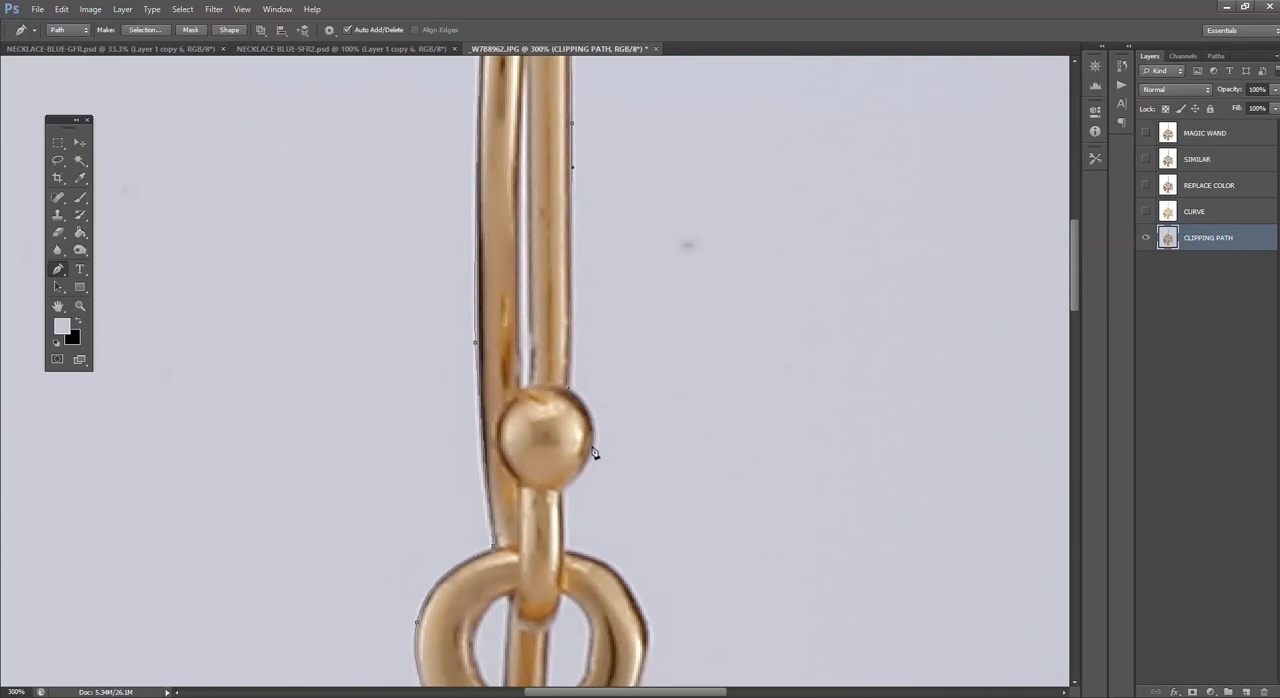 Ps File Edit Image Layer Type Select Filter View Window Help
Path Make: Selection... Mask Shape Auto Add/Delete Align Edges Essentials
NECKLACE-BLUE-GFR.psd @ 33.3% (Layer 1 copy 6, RGB/8*) × NECKLACE-BLUE-SFR2.psd @ 100% (Layer 1 copy 6, RGB/8*) × _W7B8962.JPG @ 300% (CLIPPING PATH, RGB/8*) * ×
Layers Channels Paths
Kind
Normal Opacity: 100%
Lock: Fill: 100%
MAGIC WAND
SIMILAR
REPLACE COLOR
CURVE
CLIPPING PATH
300% Doc: 5.34M/26.1M